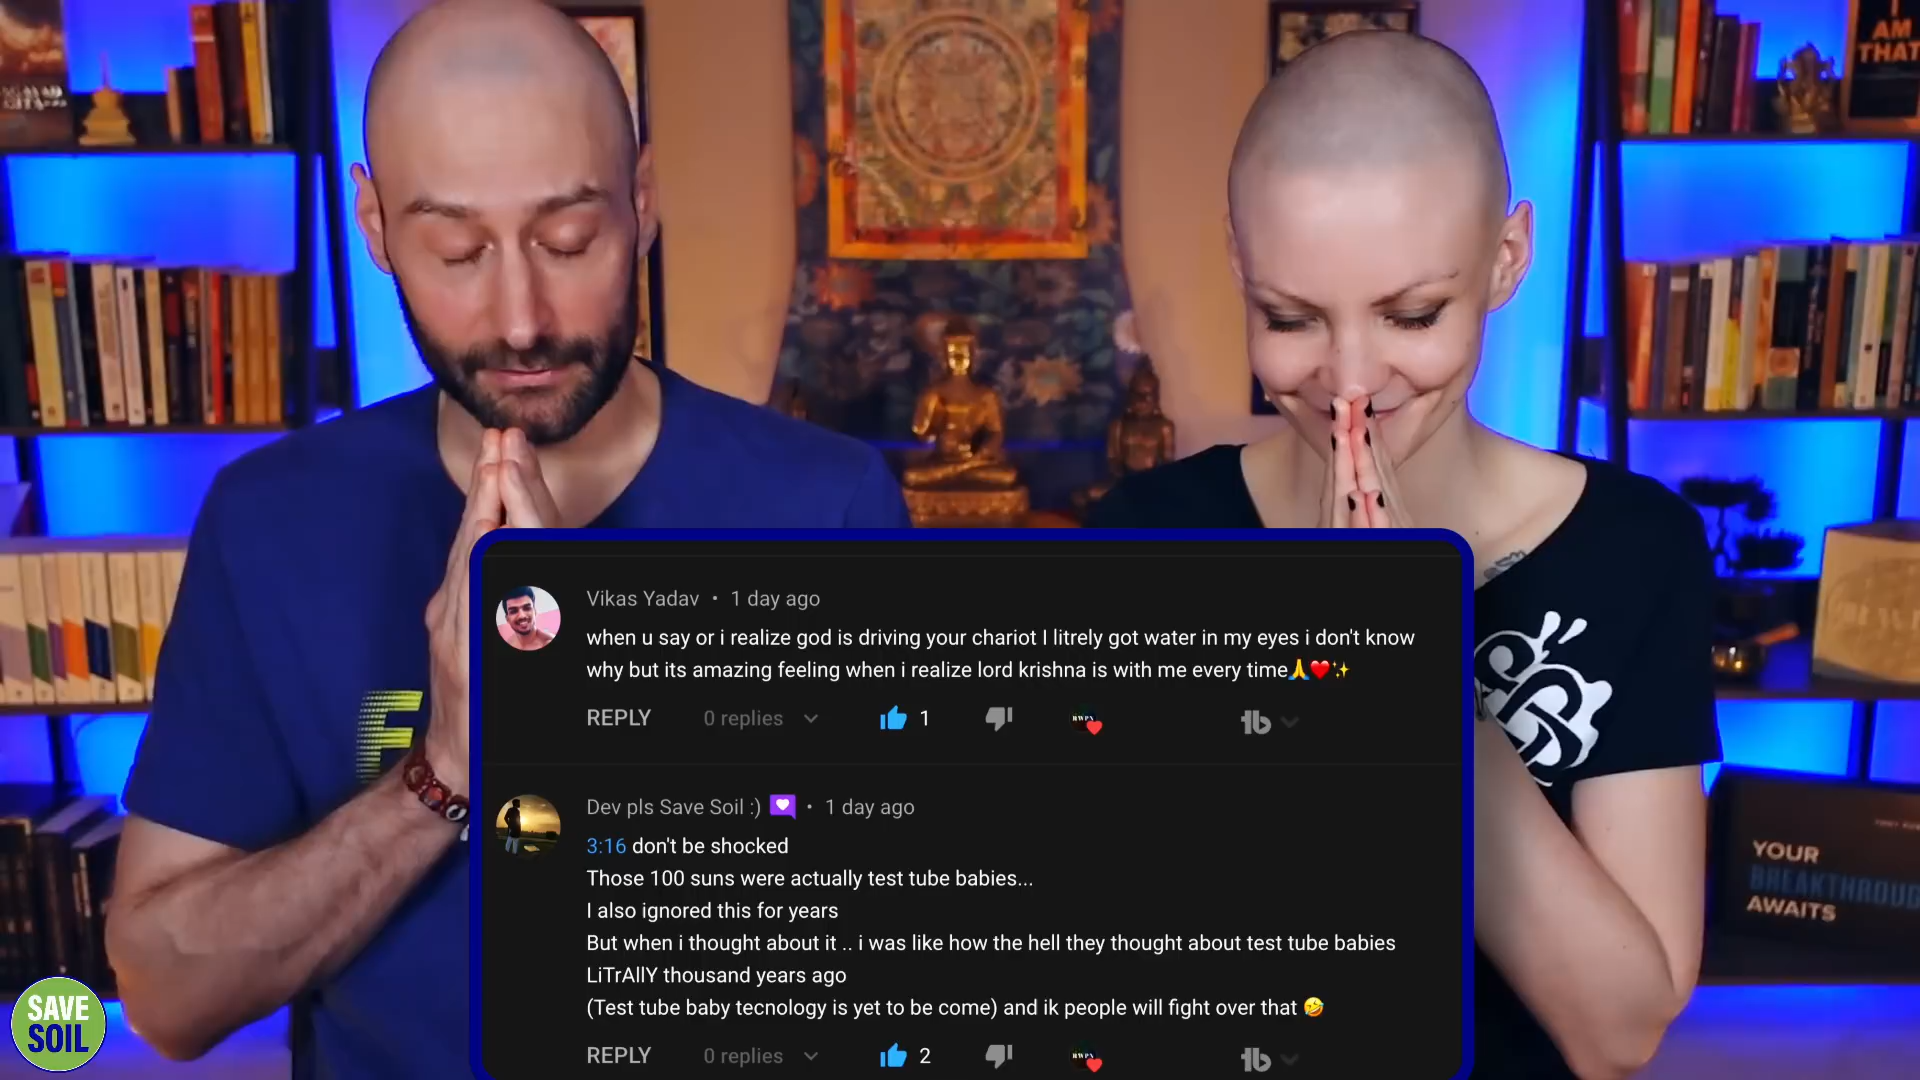 AM
THAT
Vikas Yadav • 1 day ago
when u say or i realize god is driving your chariot I litrely got water in my eyes i don't know
why but its amazing feeling when i realize lord krishna is with me every time🙏❤️✨
REPLY 0 replies 1
Dev pls Save Soil :) • 1 day ago
3:16 don't be shocked
Those 100 suns were actually test tube babies...
I also ignored this for years
But when i thought about it .. i was like how the hell they thought about test tube babies
LiTrAllY thousand years ago
(Test tube baby tecnology is yet to be come) and ik people will fight over that 🤣
REPLY 0 replies 2
YOUR
BREAKTHROUGH
AWAITS
SAVE
SOIL